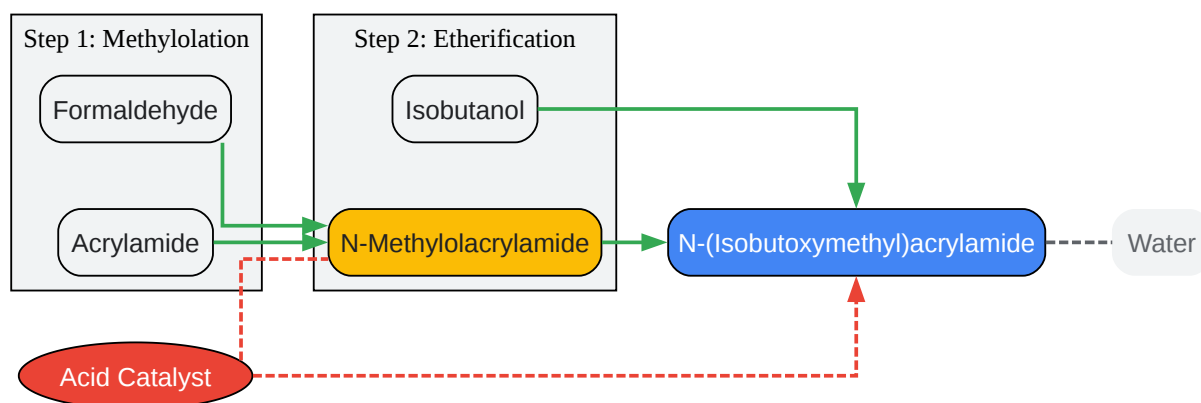 Step 1: Methylolation
Step 2: Etherification
Formaldehyde
Isobutanol
Acrylamide
N-Methylolacrylamide
N-(Isobutoxymethyl)acrylamide
Water
Acid Catalyst